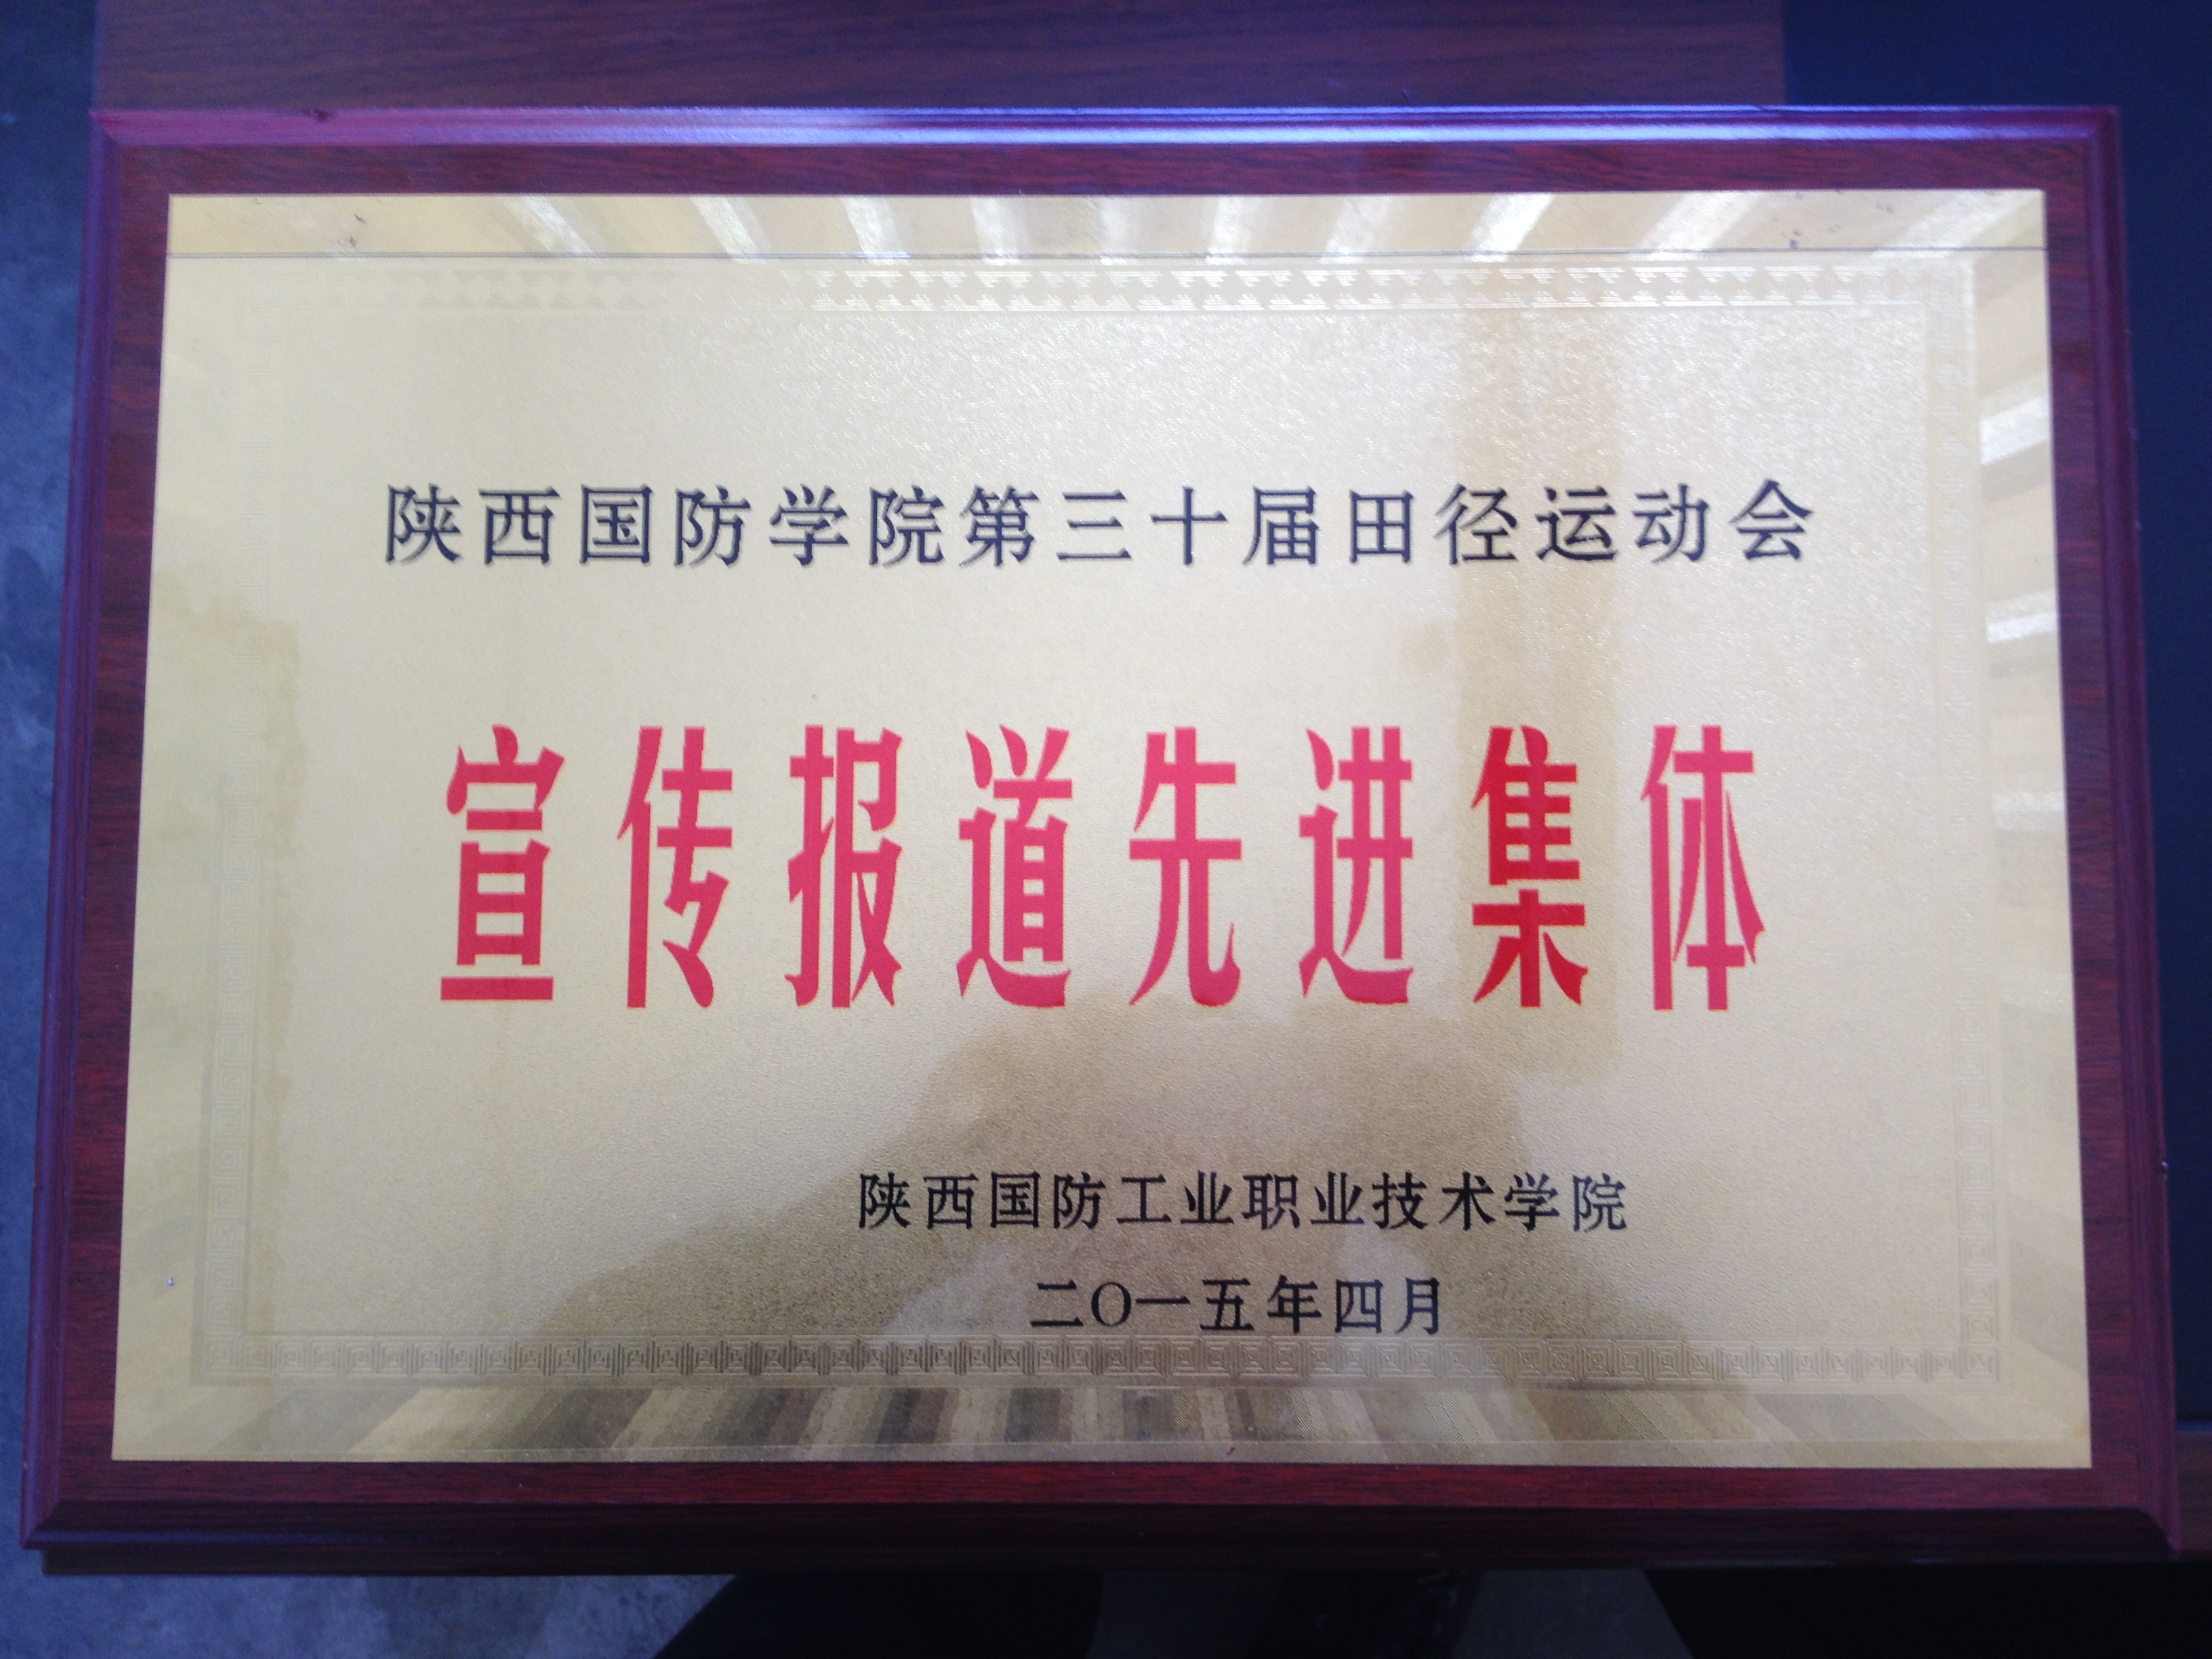 陕西国防学院第三十届田径运动会
宣传报道先进集体
陕西国防工业职业技术学院
二〇一五年四月